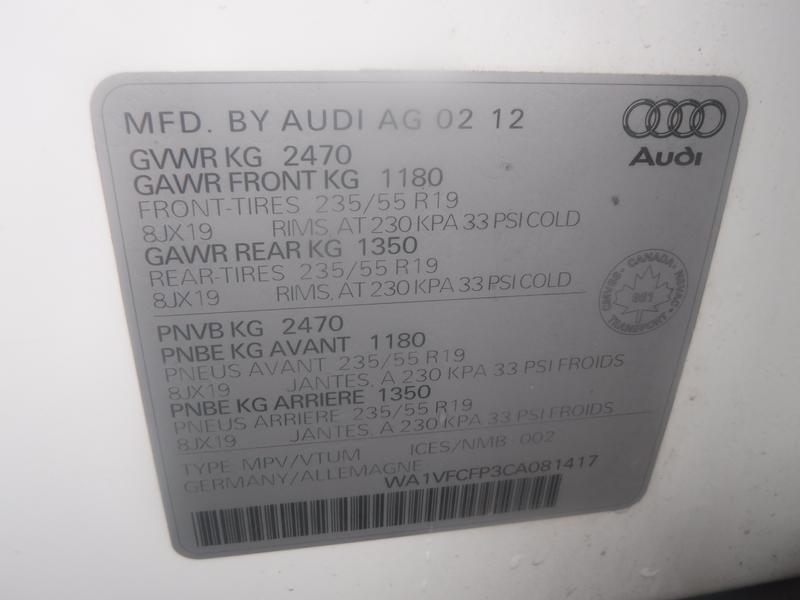 MFD. BY AUDI AG 02 12
Audi
GVWR KG 2470
GAWR FRONT KG 1180
FRONT-TIRES 235/55 R19
8JX19 RIMS, AT 230 KPA 33 PSI COLD
GAWR REAR KG 1350
REAR-TIRES 235/55 R19
8JX19 RIMS, AT 230 KPA 33 PSI COLD
CMVSS - CANADA - NSVAC
TRANSPORT
PNVB KG 2470
PNBE KG AVANT 1180
PNEUS AVANT 235/55 R19
8JX19 JANTES, A 230 KPA 33 PSI FROIDS
PNBE KG ARRIERE 1350
PNEUS ARRIERE 235/55 R19
8JX19 JANTES, A 230 KPA 33 PSI FROIDS
TYPE MPV/VTUM ICES/NMB-002
GERMANY/ALLEMAGNE WA1VFCFP3CA081417